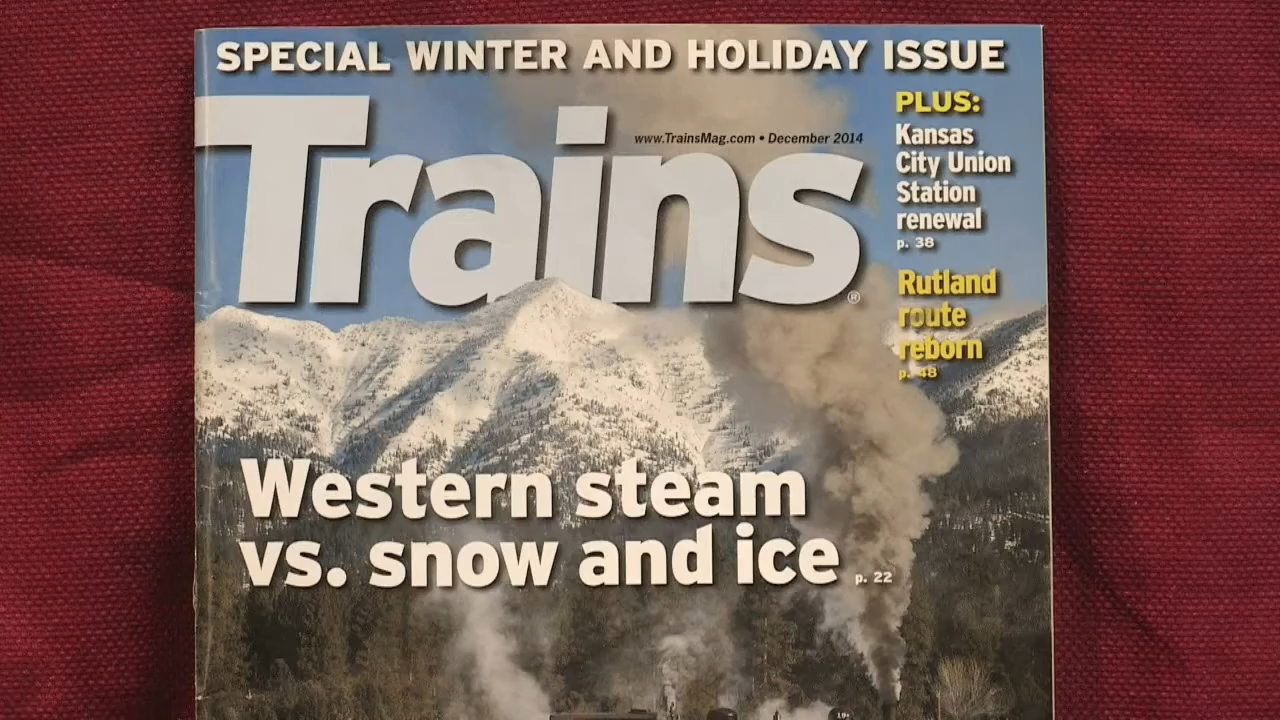 SPECIAL WINTER AND HOLIDAY ISSUE
Trains
www.TrainsMag.com • December 2014
®
PLUS:
Kansas
City Union
Station
renewal
p. 38
Rutland
route
reborn
p. 48
Western steam
vs. snow and ice p. 22